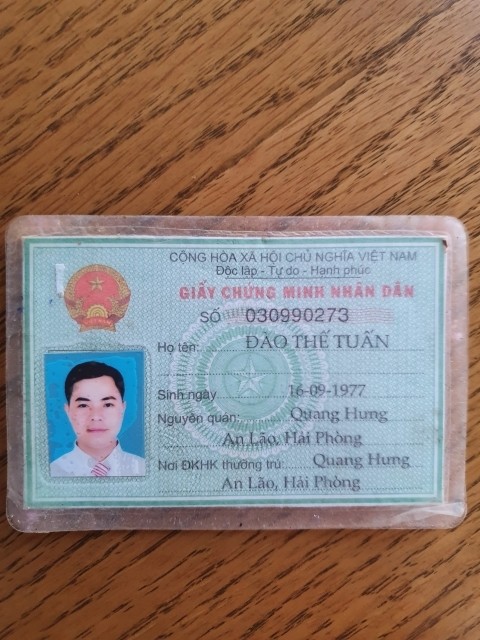 CỘNG HÒA XÃ HỘI CHỦ NGHĨA VIỆT NAM
Độc lập - Tự do - Hạnh phúc
GIẤY CHỨNG MINH NHÂN DÂN
SỐ 030990273
Họ tên: ĐÀO THẾ TUẤN
Sinh ngày 16-09-1977
Nguyên quán: Quang Hưng
An Lão, Hải Phòng
Nơi ĐKHK thường trú: Quang Hưng
An Lão, Hải Phòng